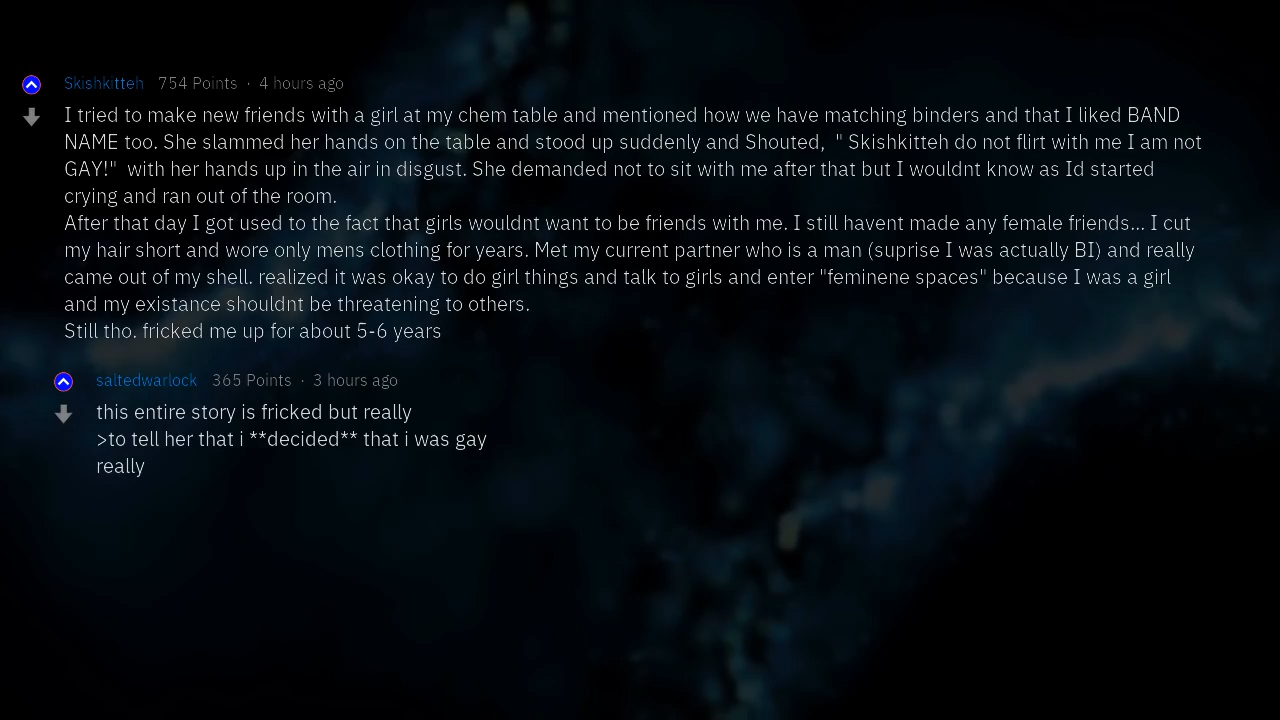 Skishkitteh 754 Points · 4 hours ago
I tried to make new friends with a girl at my chem table and mentioned how we have matching binders and that I liked BAND
NAME too. She slammed her hands on the table and stood up suddenly and Shouted,  " Skishkitteh do not flirt with me I am not
GAY!"  with her hands up in the air in disgust. She demanded not to sit with me after that but I wouldnt know as Id started
crying and ran out of the room.
After that day I got used to the fact that girls wouldnt want to be friends with me. I still havent made any female friends... I cut
my hair short and wore only mens clothing for years. Met my current partner who is a man (suprise I was actually BI) and really
came out of my shell. realized it was okay to do girl things and talk to girls and enter "feminene spaces" because I was a girl
and my existance shouldnt be threatening to others.
Still tho. fricked me up for about 5-6 years
saltedwarlock 365 Points · 3 hours ago
this entire story is fricked but really
>to tell her that i **decided** that i was gay
really